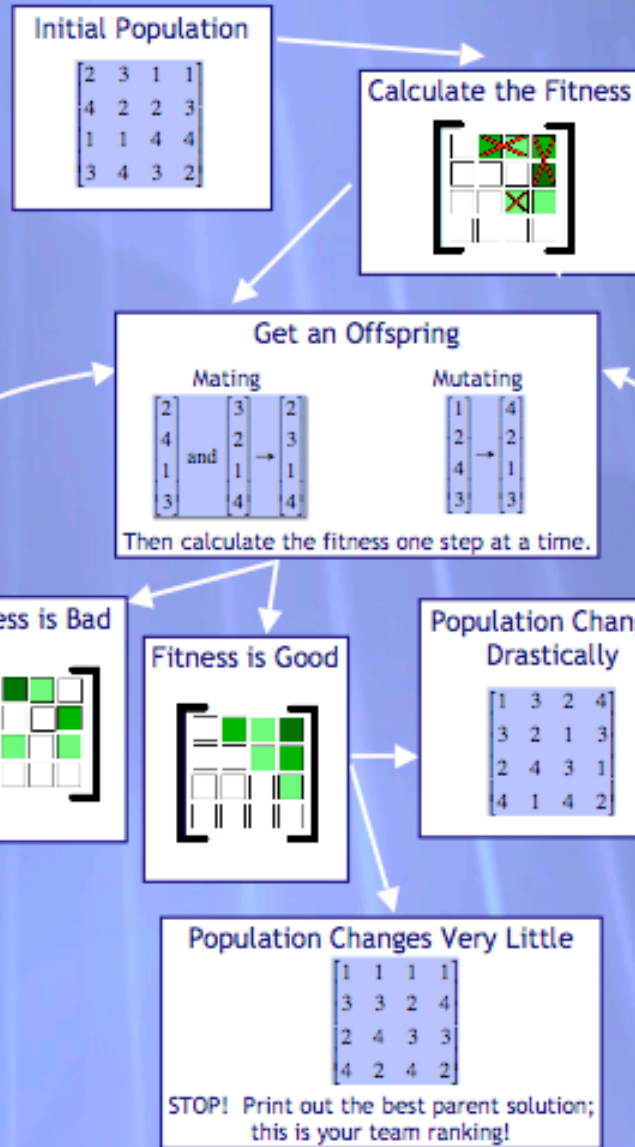 Initial Population
2 3 1 1
4 2 2 3
1 1 4 4
3 4 3 2
Calculate the Fitness
Get an Offspring
Mating
2 3 2
4 2 3
and →
1 1 1
3 4 4
Mutating
1 4
2 2
→
4 1
3 3
Then calculate the fitness one step at a time.
ess is Bad
Fitness is Good
Population Chan
Drastically
1 3 2 4
3 2 1 3
2 4 3 1
4 1 4 2
Population Changes Very Little
1 1 1 1
3 3 2 4
2 4 3 3
4 2 4 2
STOP! Print out the best parent solution;
this is your team ranking!